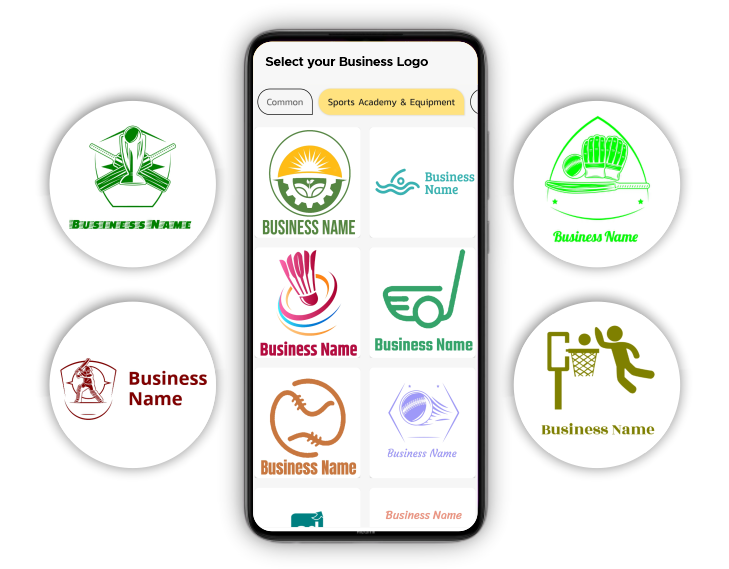 Select your Business Logo
Common
Sports Academy & Equipment
BUSINESS NAME
Business
Name
Business Name
Business Name
Business Name
Business Name
Business Name
BUSINESS NAME
Business
Name
Business Name
Business Name